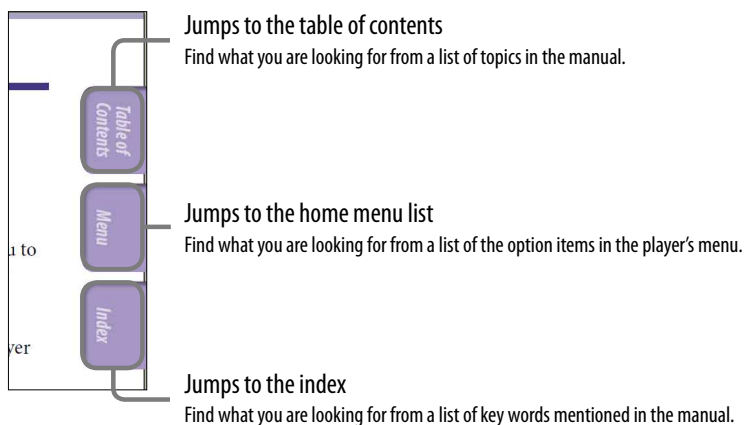 Jumps to the table of contents
Find what you are looking for from a list of topics in the manual.
Table of
Contents
Jumps to the home menu list
Find what you are looking for from a list of the option items in the player's menu.
Menu
u to
Index
yer
Jumps to the index
Find what you are looking for from a list of key words mentioned in the manual.